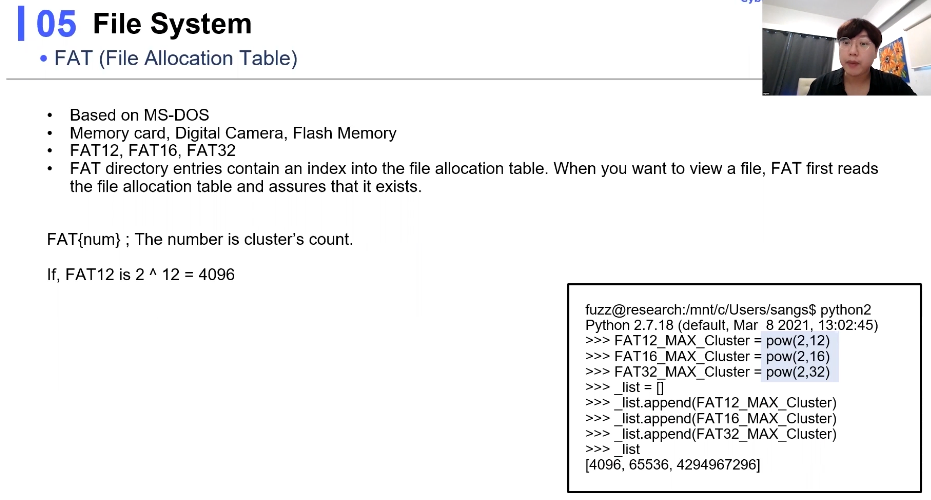 05 File System
• FAT (File Allocation Table)
• Based on MS-DOS
• Memory card, Digital Camera, Flash Memory
• FAT12, FAT16, FAT32
• FAT directory entries contain an index into the file allocation table. When you want to view a file, FAT first reads
the file allocation table and assures that it exists.
FAT{num} ; The number is cluster's count.
If, FAT12 is 2 ^ 12 = 4096
fuzz@research:/mnt/c/Users/sangs$ python2
Python 2.7.18 (default, Mar  8 2021, 13:02:45)
>>> FAT12_MAX_Cluster = pow(2,12)
>>> FAT16_MAX_Cluster = pow(2,16)
>>> FAT32_MAX_Cluster = pow(2,32)
>>> _list = []
>>> _list.append(FAT12_MAX_Cluster)
>>> _list.append(FAT16_MAX_Cluster)
>>> _list.append(FAT32_MAX_Cluster)
>>> _list
[4096, 65536, 4294967296]